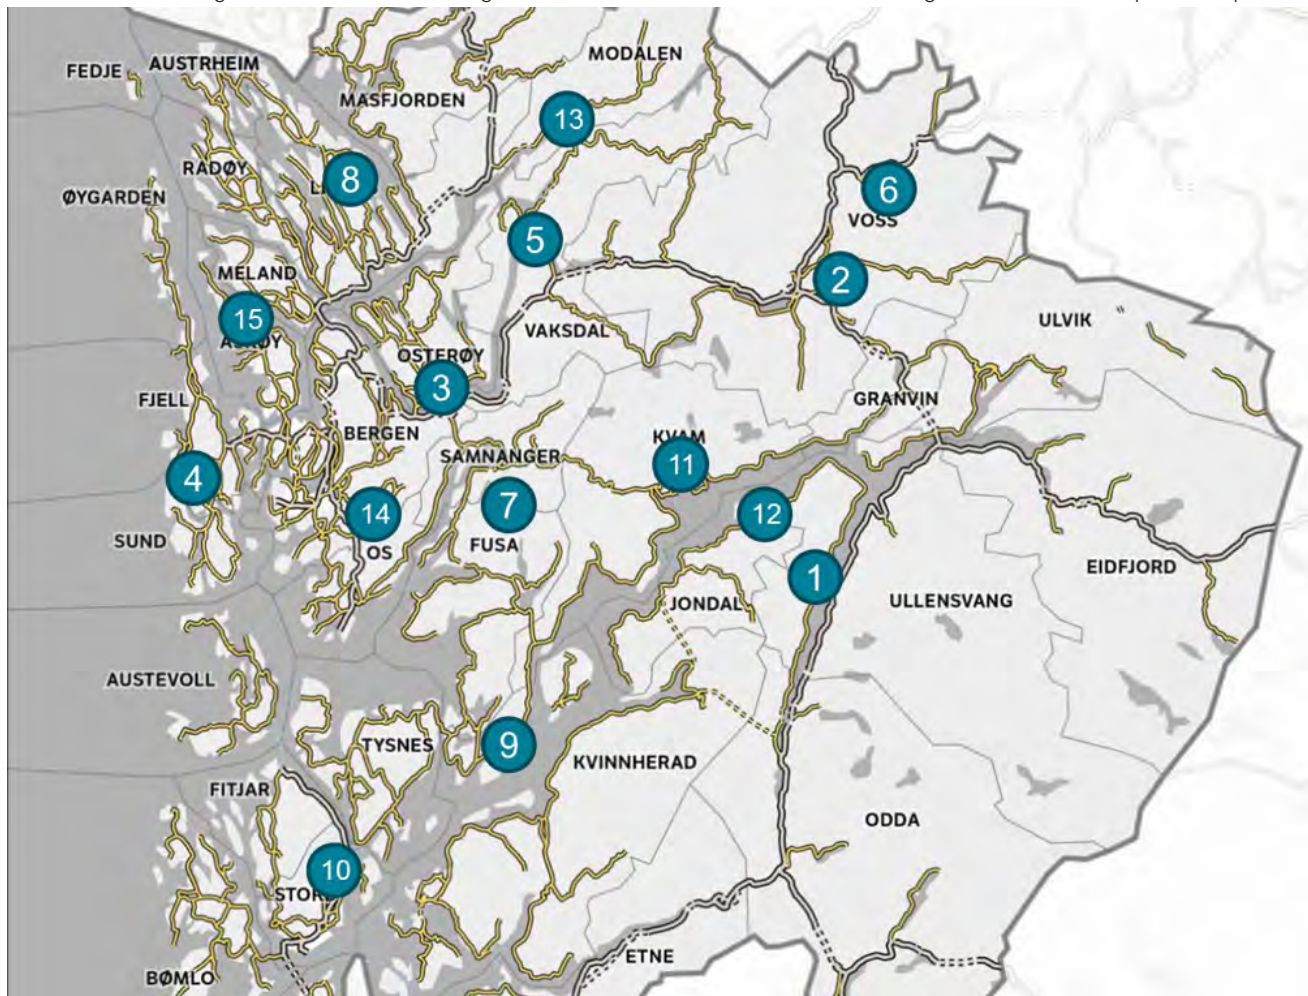 MODALEN
FEDJE
AUSTRHEIM
MASFJORDEN
13
RADØY
8
ØYGARDEN
6
VOSS
5
MELAND
2
15
ULVIK
VAKSDAL
OSTERØY
3
FJELL
GRANVIN
BERGEN
KVAM
SAMNANGER
11
4
7
12
14
SUND
OS
FUSA
1
EIDFJORD
JONDAL
ULLENSVANG
AUSTEVOLL
TYSNES
9
KVINNHERAD
FITJAR
ODDA
10
STORD
ETNE
BØMLO